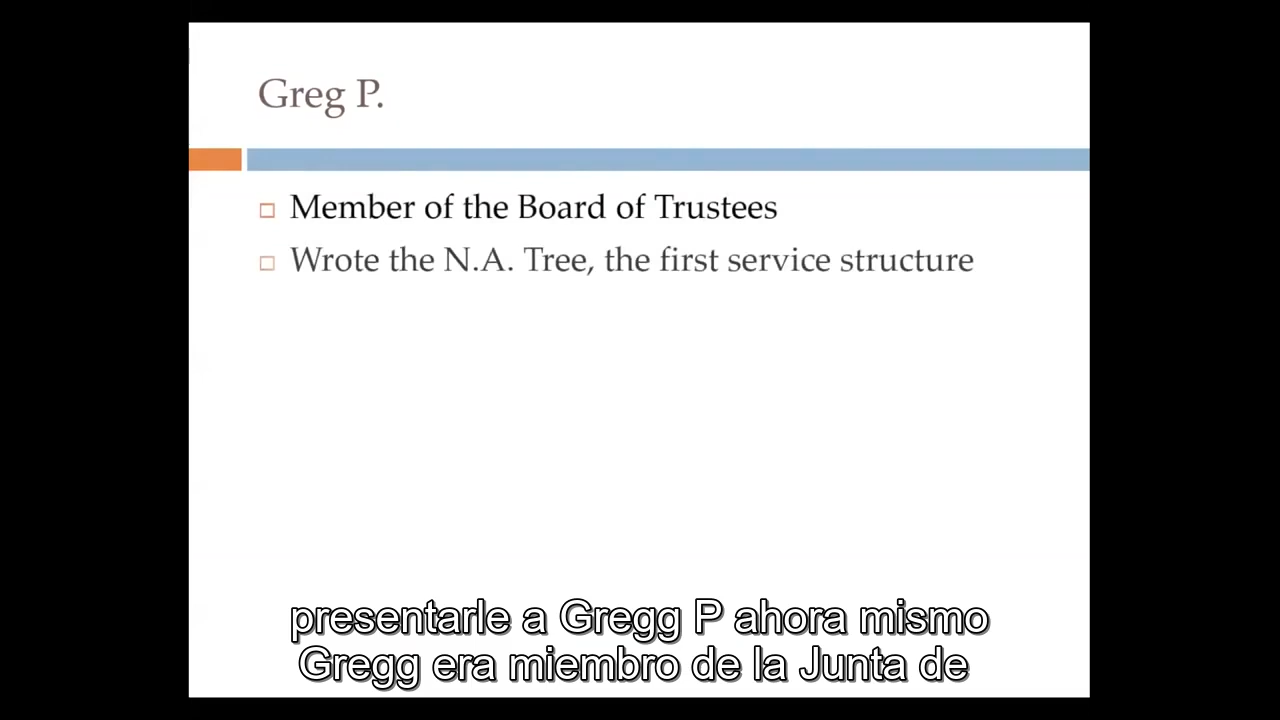 Greg P.
Member of the Board of Trustees
Wrote the N.A. Tree, the first service structure
presentarle a Gregg P ahora mismo
Gregg era miembro de la Junta de